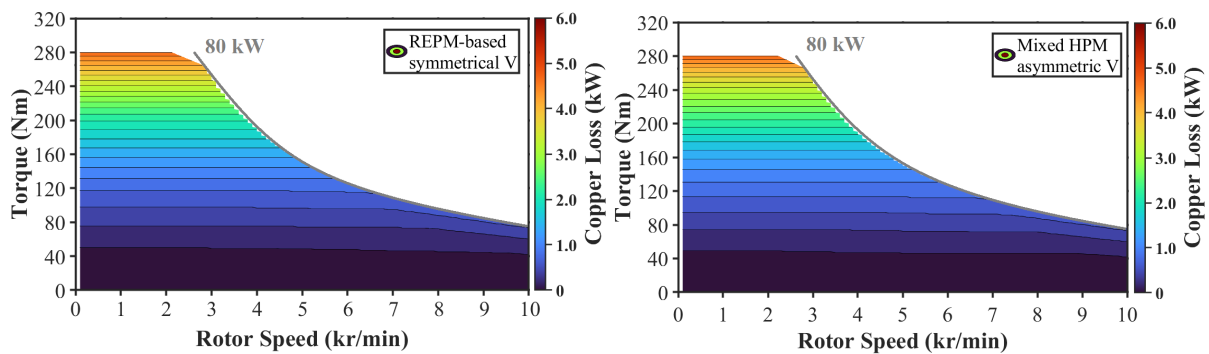 320
280
240
200
160
120
80
40
0
Torque (Nm)
80 kW
REPM-based
symmetrical V
0 1 2 3 4 5 6 7 8 9 10
Rotor Speed (kr/min)
6.0
5.0
4.0
3.0
2.0
1.0
0
Copper Loss (kW)
320
280
240
200
160
120
80
40
0
Torque (Nm)
80 kW
Mixed HPM
asymmetric V
0 1 2 3 4 5 6 7 8 9 10
Rotor Speed (kr/min)
6.0
5.0
4.0
3.0
2.0
1.0
0
Copper Loss (kW)